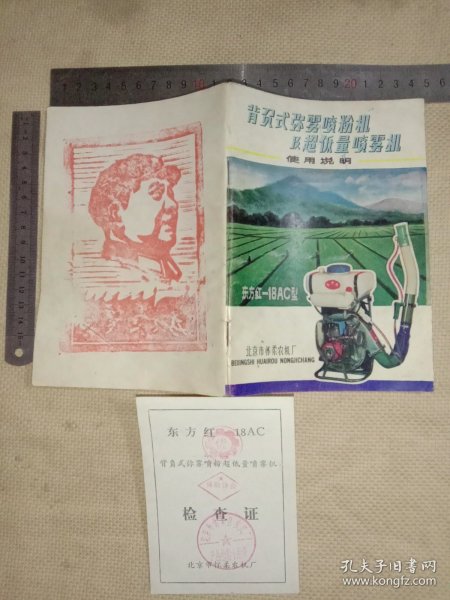 背负式弥雾喷粉机
及超低量喷雾机
使用说明
东方红-18AC型
北京市怀柔农机厂
BEIJINGSHI HUAIROU NONGJICHANG
东方红 18AC
背负式弥雾喷粉超低量喷雾机
检查证
北京市怀柔农机厂
孔夫子旧书网
www.kongfz.com